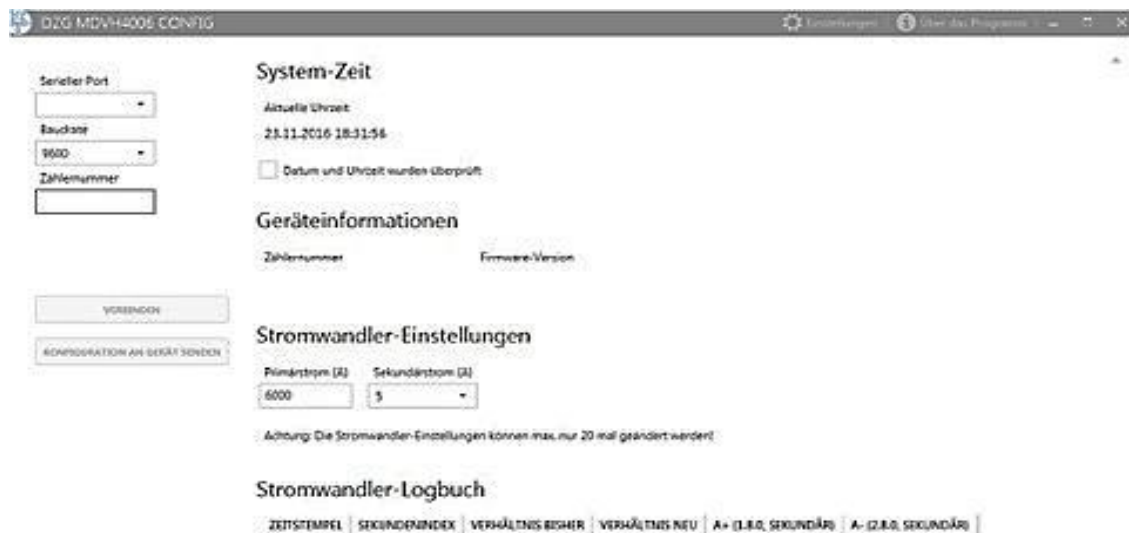 DZG MDVH4006 CONFIG
Einstellungen
Über das Programm
Serieller Port
Baudrate
9600
Zählernummer
VERBINDEN
KONFIGURATION AN GERÄT SENDEN
System-Zeit
Aktuelle Uhrzeit
23.11.2016 18:31:56
Datum und Uhrzeit wurden überprüft
Geräteinformationen
Zählernummer Firmware-Version
Stromwandler-Einstellungen
Primärstrom (A) Sekundärstrom (A)
6000 5
Achtung: Die Stromwandler-Einstellungen können max. nur 20 mal geändert werden!
Stromwandler-Logbuch
ZEITSTEMPEL SEKUNDENINDEX VERHÄLTNIS BISHER VERHÄLTNIS NEU A+ (1.8.0, SEKUNDÄR) A- (2.8.0, SEKUNDÄR)